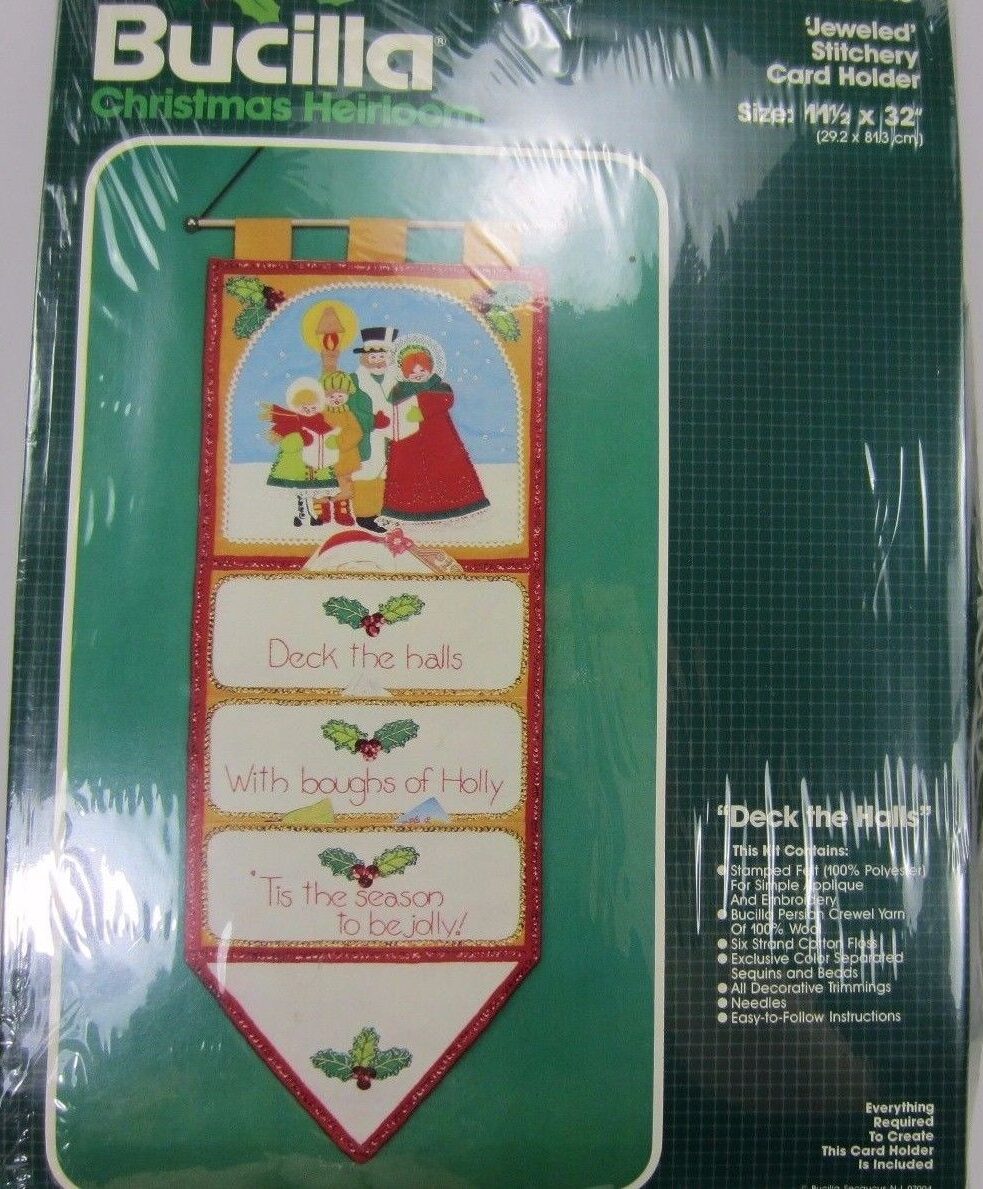 Bucilla®
Christmas Heirloom
'Jeweled'
Stitchery
Card Holder
Size: 11½ x 32"
(29.2 x 81.3 cm.)
Deck the halls
With boughs of Holly
'Tis the season
to be jolly!
"Deck the Halls"
This Kit Contains:
● Stamped Felt (100% Polyester)
For Simple Applique
And Embroidery
● Bucilla Persian Crewel Yarn
Of 100% Wool
● Six Strand Cotton Floss
● Exclusive Color Separated
Sequins and Beads
● All Decorative Trimmings
● Needles
● Easy-to-Follow Instructions
Everything
Required
To Create
This Card Holder
Is Included
© Bucilla Secaucus N.J. 07094